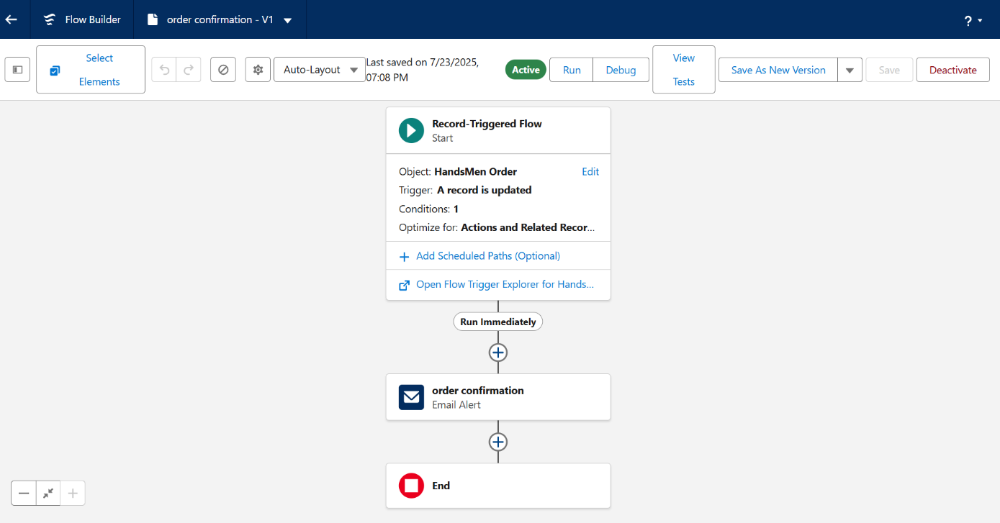 Flow Builder
order confirmation - V1
?
Select
Elements
Auto-Layout
Last saved on 7/23/2025,
07:08 PM
Active
Run
Debug
View
Tests
Save As New Version
Save
Deactivate
Record-Triggered Flow
Start
Object: HandsMen Order
Edit
Trigger: A record is updated
Conditions: 1
Optimize for: Actions and Related Recor...
Add Scheduled Paths (Optional)
Open Flow Trigger Explorer for Hands...
Run Immediately
order confirmation
Email Alert
End